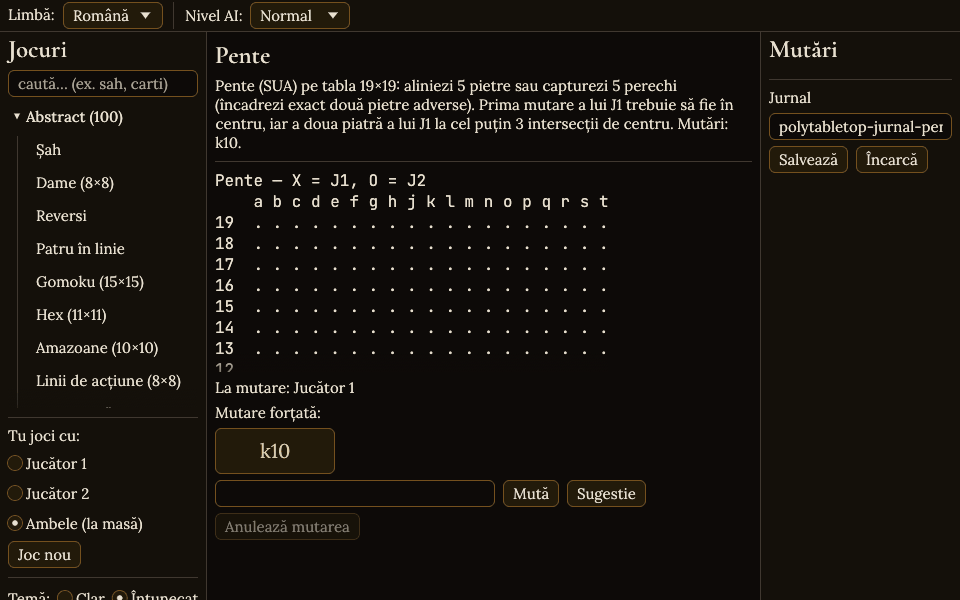 Limbă: Română Nivel AI: Normal
Jocuri
caută... (ex. sah, carti)
Abstract (100)
Șah
Dame (8×8)
Reversi
Patru în linie
Gomoku (15×15)
Hex (11×11)
Amazoane (10×10)
Linii de acțiune (8×8)
Tu joci cu:
Jucător 1
Jucător 2
Ambele (la masă)
Joc nou
Temă: Clar Întunecat
Pente
Pente (SUA) pe tabla 19×19: aliniezi 5 pietre sau capturezi 5 perechi
(încadrezi exact două pietre adverse). Prima mutare a lui J1 trebuie să fie în
centru, iar a doua piatră a lui J1 la cel puțin 3 intersecții de centru. Mutări:
k10.
Pente — X = J1, O = J2
a b c d e f g h j k l m n o p q r s t
19 . . . . . . . . . . . . . . . . . . .
18 . . . . . . . . . . . . . . . . . . .
17 . . . . . . . . . . . . . . . . . . .
16 . . . . . . . . . . . . . . . . . . .
15 . . . . . . . . . . . . . . . . . . .
14 . . . . . . . . . . . . . . . . . . .
13 . . . . . . . . . . . . . . . . . . .
12
La mutare: Jucător 1
Mutare forțată:
k10
Mută Sugestie
Anulează mutarea
Mutări
Jurnal
polytabletop-jurnal-per
Salvează Încarcă